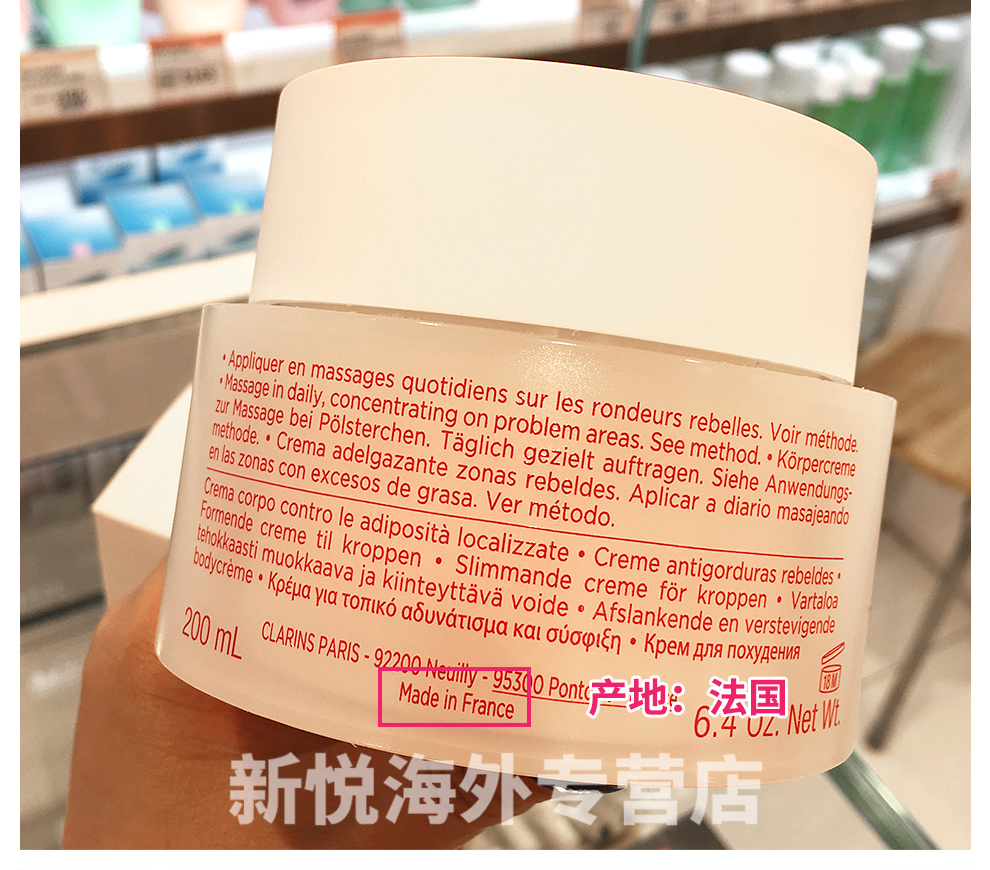 • Appliquer en massages quotidiens sur les rondeurs rebelles. Voir méthode.
• Massage in daily, concentrating on problem areas. See method. • Körpercreme
zur Massage bei Pölsterchen. Täglich gezielt auftragen. Siehe Anwendungs-
methode. • Crema adelgazante zonas rebeldes. Aplicar a diario masajeando
en las zonas con excesos de grasa. Ver método.
Crema corpo contro le adiposità localizzate • Creme antigorduras rebeldes •
Formende creme til kroppen • Slimmande creme för kroppen • Vartaloa
tehokkaasti muokkaava ja kiinteyttävä voide • Afslankende en verstevigende
bodycrème • Κρέμα για τοπικό αδυνάτισμα και σύσφιξη • Крем для похудения
200 mL
CLARINS PARIS - 92200 Neuilly - 95300
Made in France
产地：法国
18 M
6.4 Oz. Net Wt.
新悦海外专营店